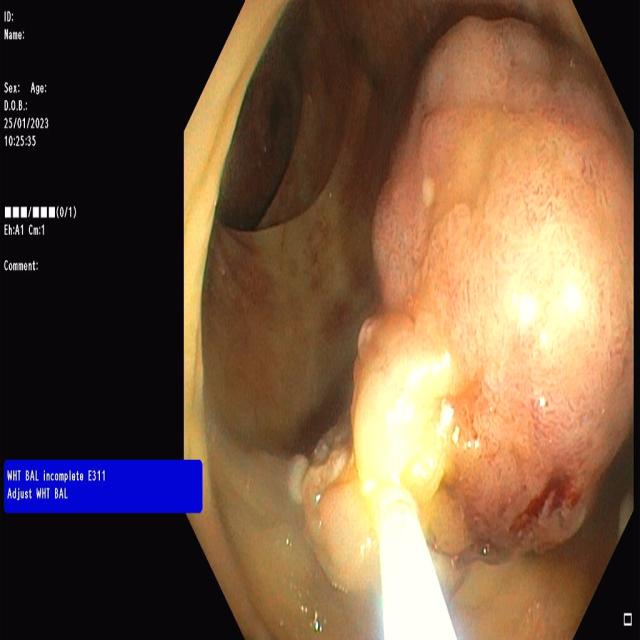 ID:
Name:
Sex: Age:
D.O.B.:
25/01/2023
10:25:35
■■■/■■■(0/1)
Eh:A1 Cm:1
Comment:
WHT BAL incomplete E311
Adjust WHT BAL